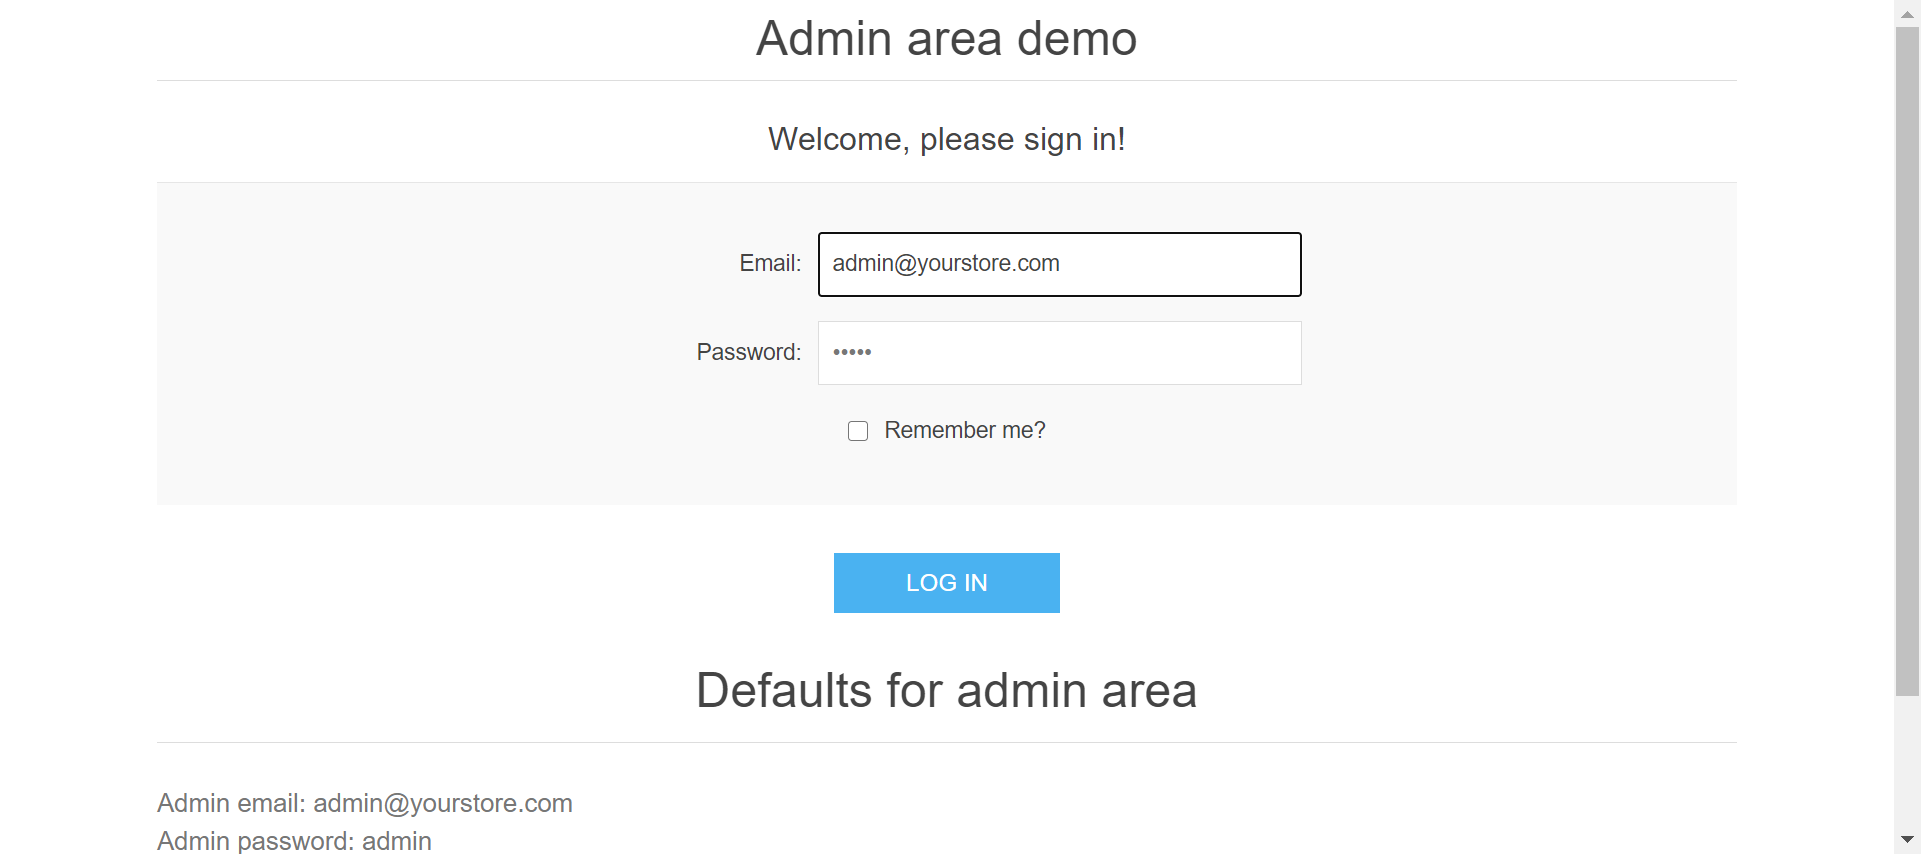 Admin area demo
Welcome, please sign in!
Email: admin@yourstore.com
Password: •••••
Remember me?
LOG IN
Defaults for admin area
Admin email: admin@yourstore.com
Admin password: admin